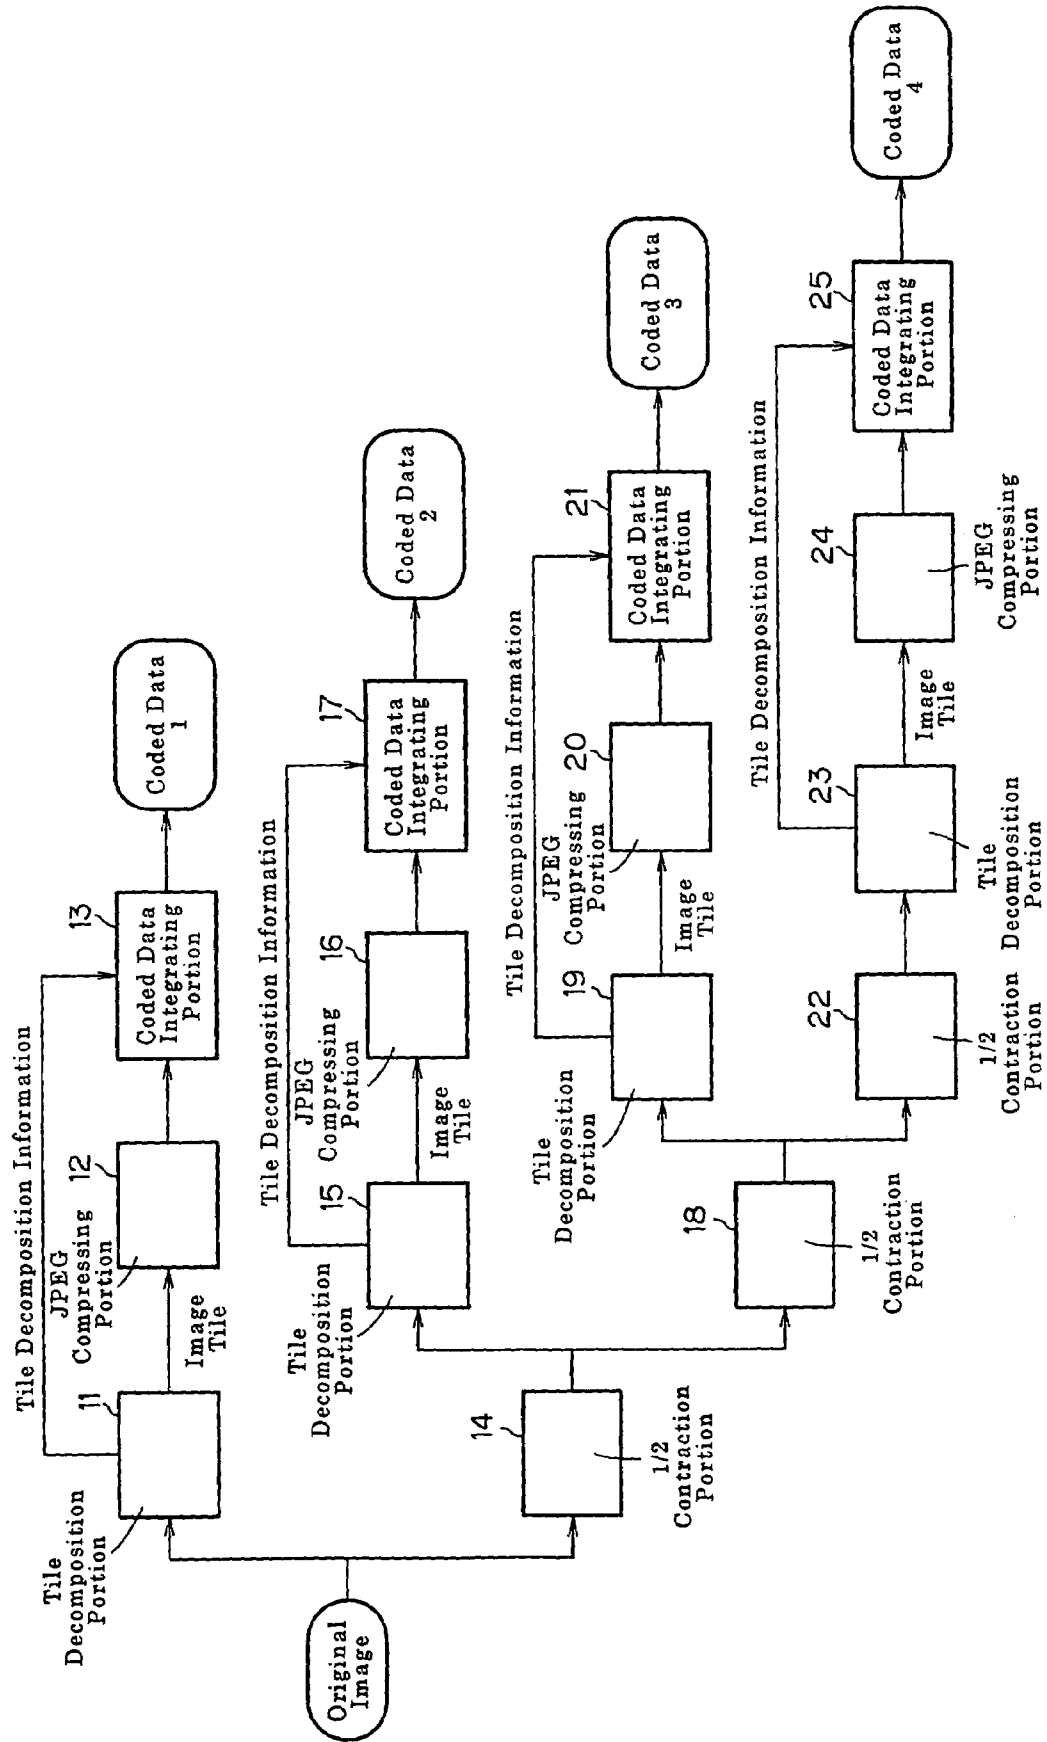 Original
Image
Tile
Decomposition
Portion
11
Tile Decomposition Information
Image
Tile
JPEG
Compressing
Portion
12
13
Coded Data
Integrating
Portion
Coded Data
1
14
1/2
Contraction
Portion
Tile
Decomposition
Portion
15
Tile Decomposition Information
Image
Tile
JPEG
Compressing
Portion
16
17
Coded Data
Integrating
Portion
Coded Data
2
18
1/2
Contraction
Portion
Tile
Decomposition
Portion
19
Tile Decomposition Information
Image
Tile
JPEG
Compressing
Portion
20
21
Coded Data
Integrating
Portion
Coded Data
3
22
1/2
Contraction
Portion
23
Tile
Decomposition
Portion
Tile Decomposition Information
Image
Tile
24
JPEG
Compressing
Portion
25
Coded Data
Integrating
Portion
Coded Data
4